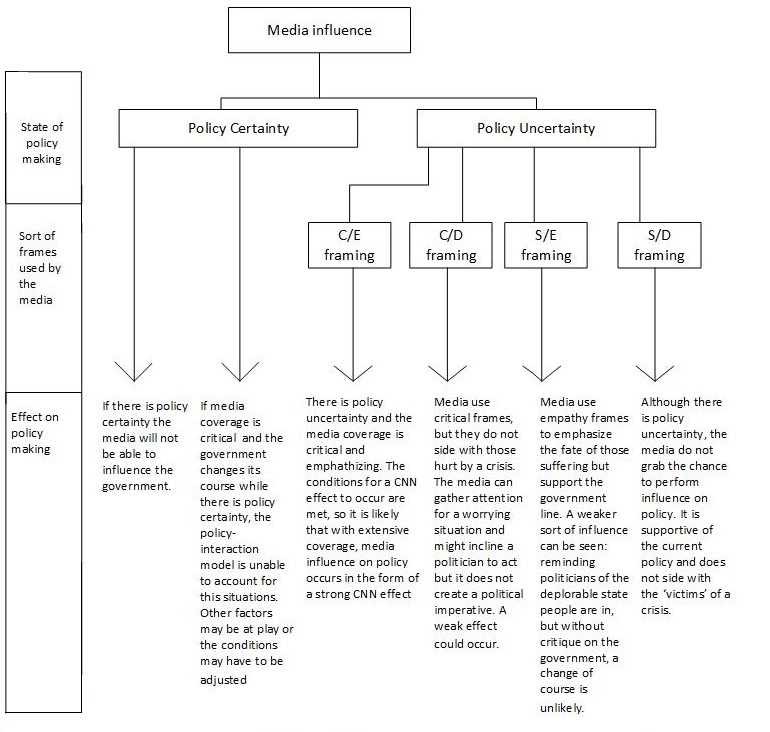 Media influence
State of
policy
making
Policy Certainty
Policy Uncertainty
Sort of
frames
used by
the
media
C/E
framing
C/D
framing
S/E
framing
S/D
framing
Effect on
policy
making
If there is policy
certainty the
media will not
be able to
influence the
government.
If media
coverage is
critical and the
government
changes its
course while
there is policy
certainty, the
policy-
interaction
model is unable
to account for
this situations.
Other factors
may be at play or
the conditions
may have to be
adjusted
There is policy
uncertainty and the
media coverage is
critical and
emphathizing. The
conditions for a CNN
effect to occur are
met, so it is likely
that with extensive
coverage, media
influence on policy
occurs in the form of
a strong CNN effect
Media use
critical frames,
but they do not
side with those
hurt by a crisis.
The media can
gather attention
for a worrying
situation and
might incline a
politician to act
but it does not
create a political
imperative. A
weak effect
could occur.
Media use
empathy frames
to emphasize
the fate of those
suffering but
support the
government
line. A weaker
sort of influence
can be seen:
reminding
politicians of the
deplorable state
people are in,
but without
critique on the
government, a
change of
course is
unlikely.
Although there
is policy
uncertainty, the
media do not
grab the chance
to perform
influence on
policy. It is
supportive of
the current
policy and does
not side with
the ‘victims’ of a
crisis.